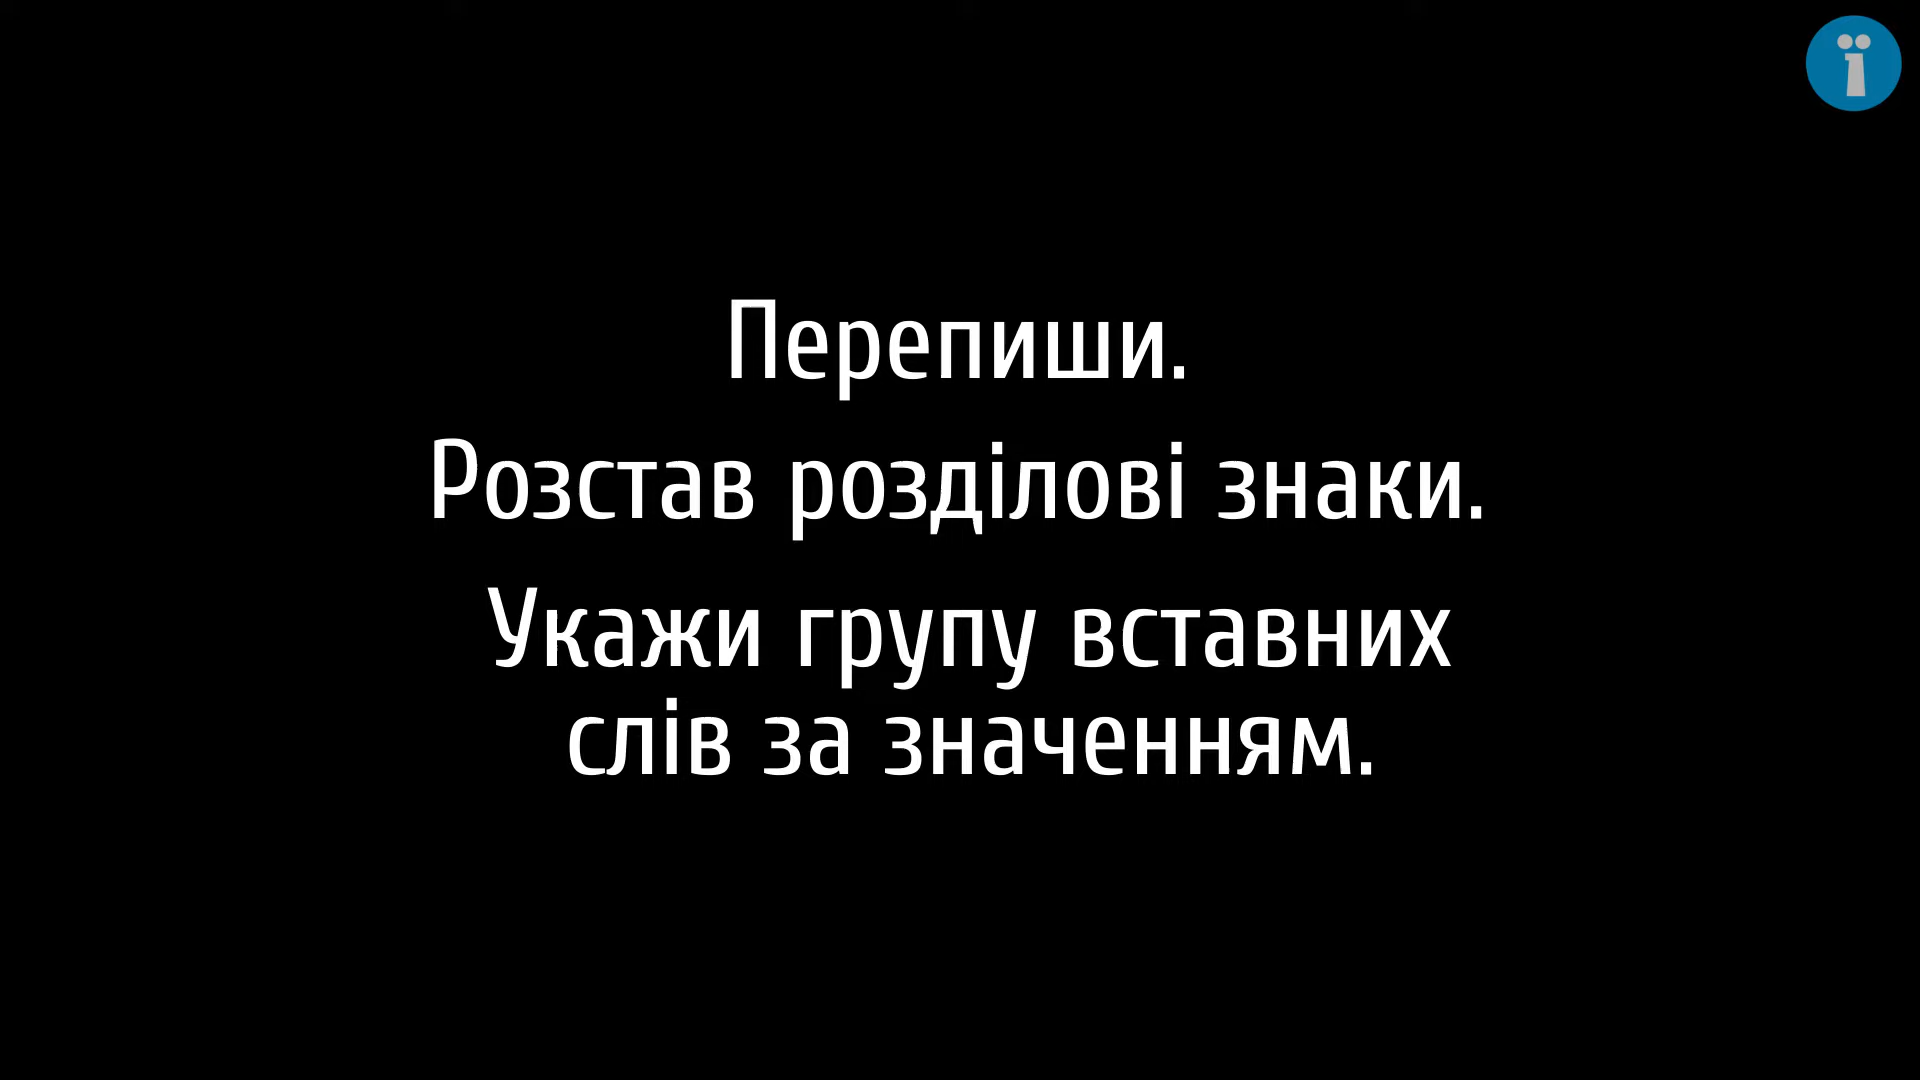 ї
Перепиши.
Розстав розділові знаки.
Укажи групу вставних
слів за значенням.